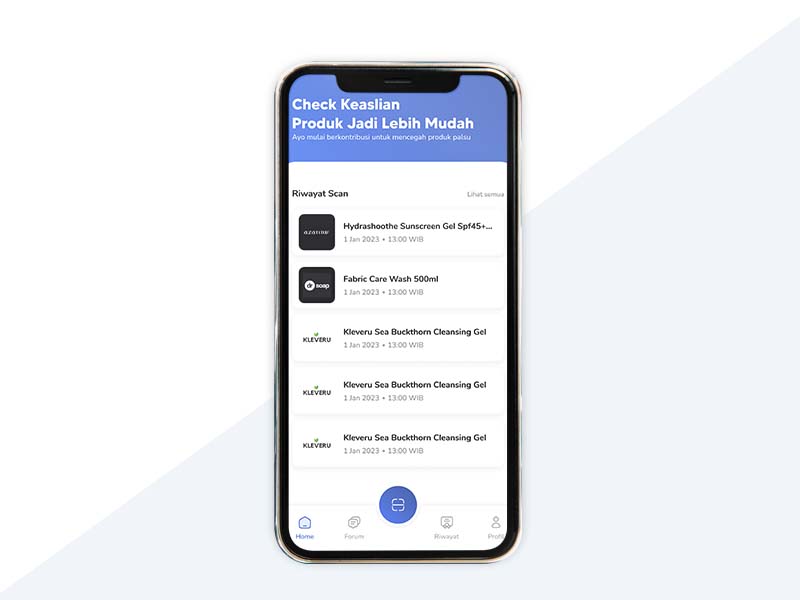 Check Keaslian
Produk Jadi Lebih Mudah
Ayo mulai berkontribusi untuk mencegah produk palsu
Riwayat Scan
Lihat semua
azarine
Hydrashoothe Sunscreen Gel Spf45+...
1 Jan 2023 • 13:00 WIB
dr soap
Fabric Care Wash 500ml
1 Jan 2023 • 13:00 WIB
KLEVERU
Kleveru Sea Buckthorn Cleansing Gel
1 Jan 2023 • 13:00 WIB
KLEVERU
Kleveru Sea Buckthorn Cleansing Gel
1 Jan 2023 • 13:00 WIB
KLEVERU
Kleveru Sea Buckthorn Cleansing Gel
1 Jan 2023 • 13:00 WIB
Home
Forum
Riwayat
Profil